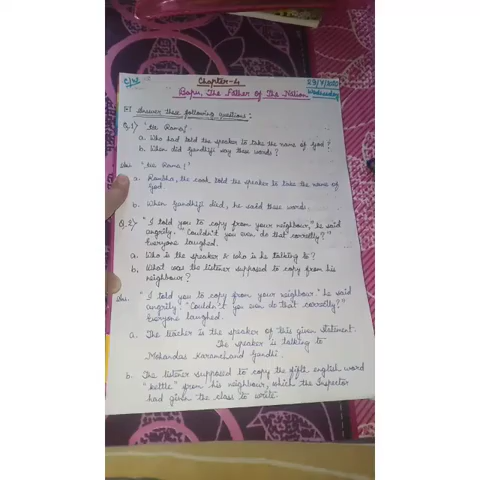 C/W
Chapter-4
Bapu, The Father of The Nation
Wednesday
Answer these following questions:
Q.1) "He Rama!
a. Who had told the speaker to take the name of God?
b. When did Gandhiji say these words?
Ans. "He Rama!"
a. Rambha, the cook told the speaker to take the name of
God.
b. When Gandhiji died, he said these words.
Q.2) "I told you to copy from your neighbour," he said
angrily. "Couldn't you even do that correctly?"
Everyone laughed.
a. Who is the speaker & who is he talking to?
b. What was the listener supposed to copy from his
neighbour?
Ans. "I told you to copy from your neighbour." he said
angrily. "Couldn't you even do that correctly?"
Everyone laughed.
a. The teacher is the speaker of this given statement.
The speaker is talking to
Mohandas Karamchand Gandhi.
b. The listener supposed to copy the fifth english word
"kettle" from his neighbour, which the Inspector
had given the class to write.